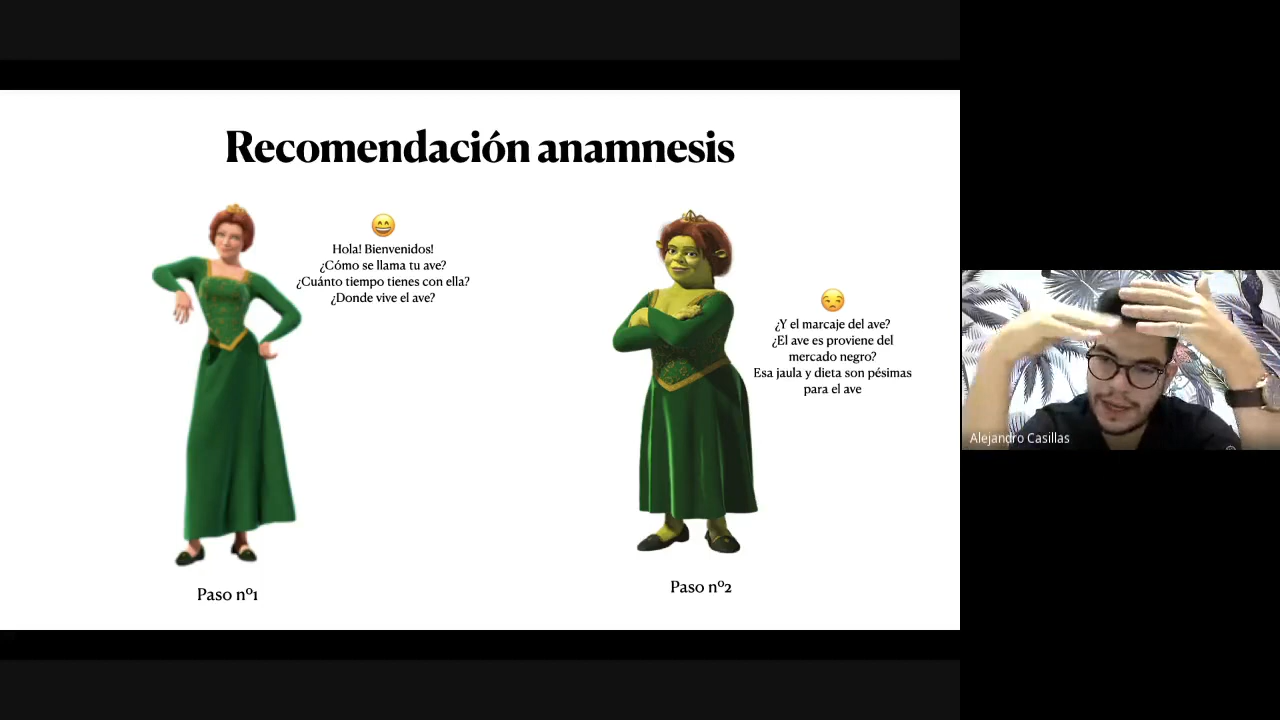 Recomendación anamnesis
Hola! Bienvenidos!
¿Cómo se llama tu ave?
¿Cuánto tiempo tienes con ella?
¿Donde vive el ave?
Paso nº1
¿Y el marcaje del ave?
¿El ave es proviene del
mercado negro?
Esa jaula y dieta son pésimas
para el ave
Paso nº2
Alejandro Casillas